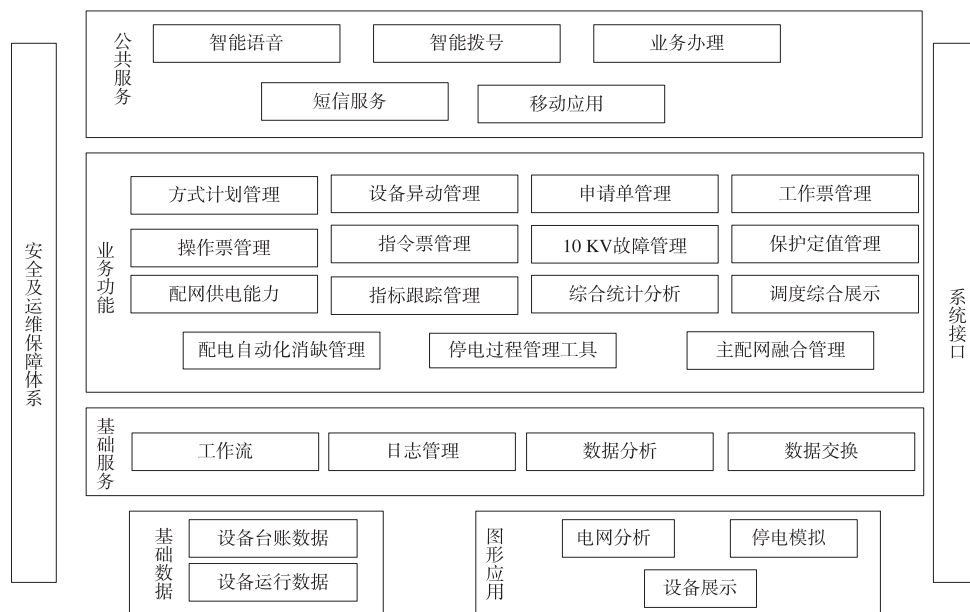 公共服务
智能语音
智能拨号
业务办理
短信服务
移动应用
安全及运维保障体系
业务功能
方式计划管理
设备异动管理
申请单管理
工作票管理
操作票管理
指令票管理
10 KV故障管理
保护定值管理
配网供电能力
指标跟踪管理
综合统计分析
调度综合展示
配电自动化消缺管理
停电过程管理工具
主配网融合管理
系统接口
基础服务
工作流
日志管理
数据分析
数据交换
基础数据
设备台账数据
设备运行数据
图形应用
电网分析
停电模拟
设备展示